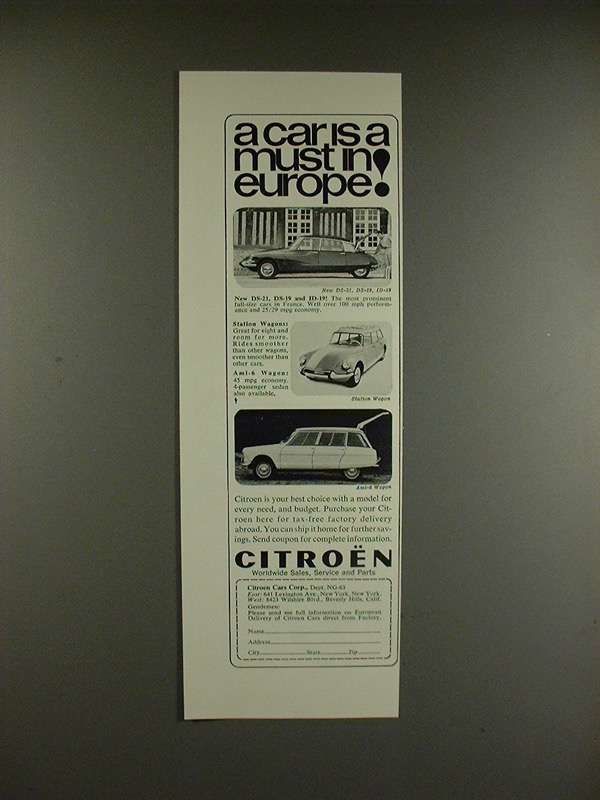 a car is a
must in
europe!
New DS-21, DS-19, ID-19
New DS-21, DS-19 and ID-19! The most prominent
full-size cars in France. Well over 100 mph perform-
ance and 25/29 mpg economy.
Station Wagons:
Great for eight and
room for more.
Rides smoother
than other wagons,
even smoother than
other cars.
Ami-6 Wagon:
43 mpg economy.
4-passenger sedan
also available,
Station Wagon
Ami-6 Wagon
Citroen is your best choice with a model for
every need, and budget. Purchase your Cit-
roen here for tax-free factory delivery
abroad. You can ship it home for further sav-
ings. Send coupon for complete information.
CITROËN
Worldwide Sales, Service and Parts
Citroen Cars Corp., Dept. NG-63
East: 641 Lexington Ave., New York, New York.
West: 8423 Wilshire Blvd., Beverly Hills, Calif.
Gentlemen:
Please send me full information on European
Delivery of Citroen Cars direct from Factory.
Name
Address
City State Zip